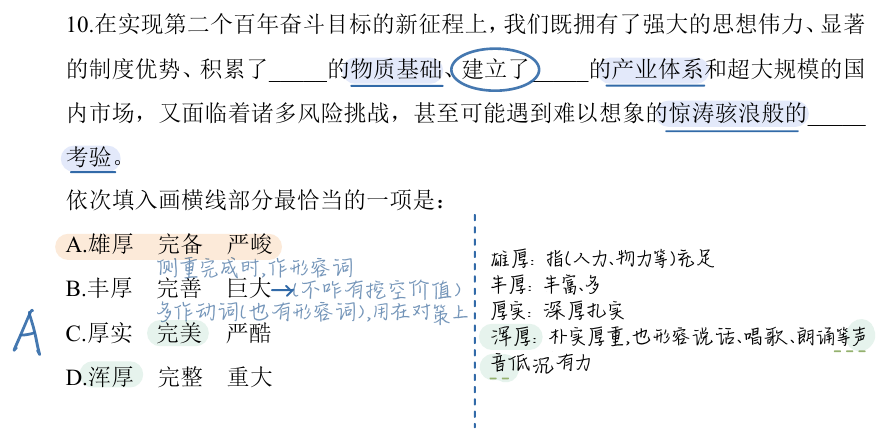 10.在实现第二个百年奋斗目标的新征程上，我们既拥有了强大的思想伟力、显著
的制度优势、积累了_____的物质基础、建立了_____的产业体系和超大规模的国
内市场，又面临着诸多风险挑战，甚至可能遇到难以想象的惊涛骇浪般的_____
考验。
依次填入画横线部分最恰当的一项是：
A.雄厚 完备 严峻
侧重完成时,作形容词
B.丰厚 完善 巨大→(不咋有挖空价值)
多作动词(也有形容词),用在对策上
C.厚实 完美 严酷
D.浑厚 完整 重大
A
雄厚：指(人力、物力等)充足
丰厚：丰富、多
厚实：深厚扎实
浑厚：朴实厚重,也形容说话、唱歌、朗诵等声
音低沉有力